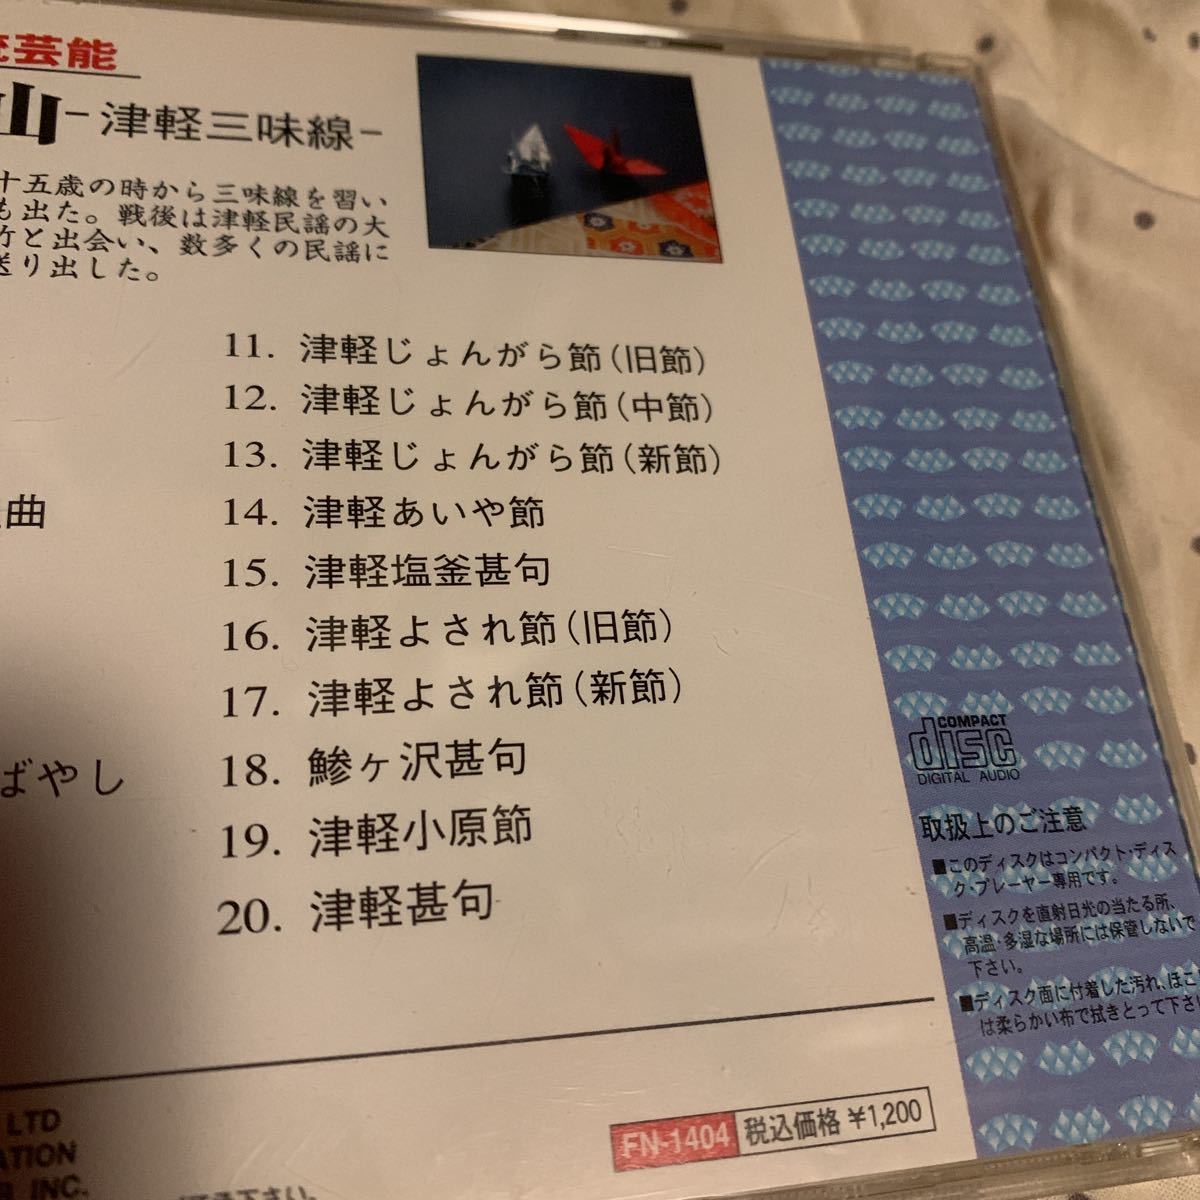 芸能
山 -津軽三味線-
十五歳の時から三味線を習い
も出た。戦後は津軽民謡の大
竹と出会い、数多くの民謡に
送り出した。
11. 津軽じょんがら節(旧節)
12. 津軽じょんがら節(中節)
13. 津軽じょんがら節(新節)
曲
14. 津軽あいや節
15. 津軽塩釜甚句
16. 津軽よされ節(旧節)
17. 津軽よされ節(新節)
ばやし
18. 鰺ヶ沢甚句
19. 津軽小原節
20. 津軽甚句
COMPACT
disc
DIGITAL AUDIO
取扱上のご注意
■このディスクはコンパクト・ディス
ク・プレーヤー専用です。
■ディスクを直射日光の当たる所、
高温・多湿な場所には保管しないで
下さい。
■ディスク面に付着した汚れ、ほこ
は柔らかい布で拭きとって下さい
LTD
ATION
INC.
FN-1404 税込価格 ¥1,200
下さい。